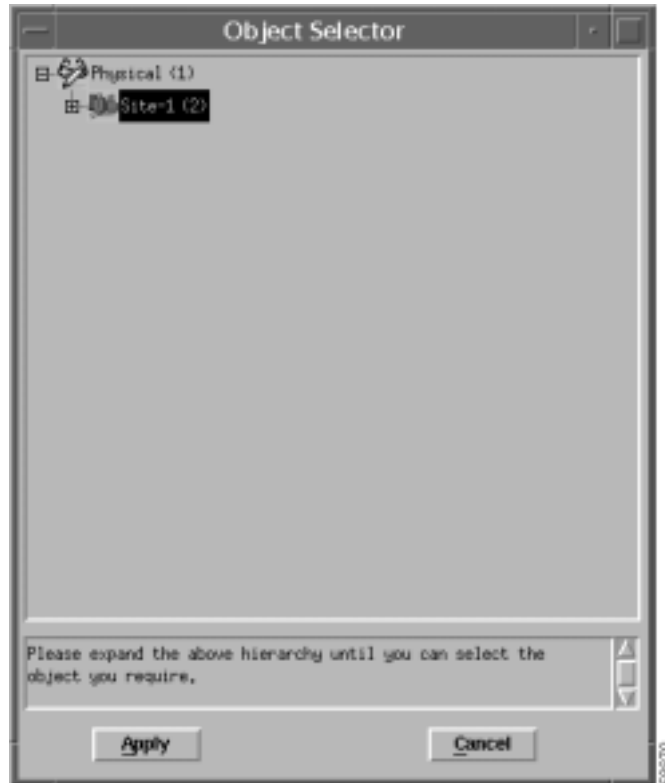 Object Selector
Physical (1)
Site-1 (2)
Please expand the above hierarchy until you can select the
object you require.
Apply
Cancel